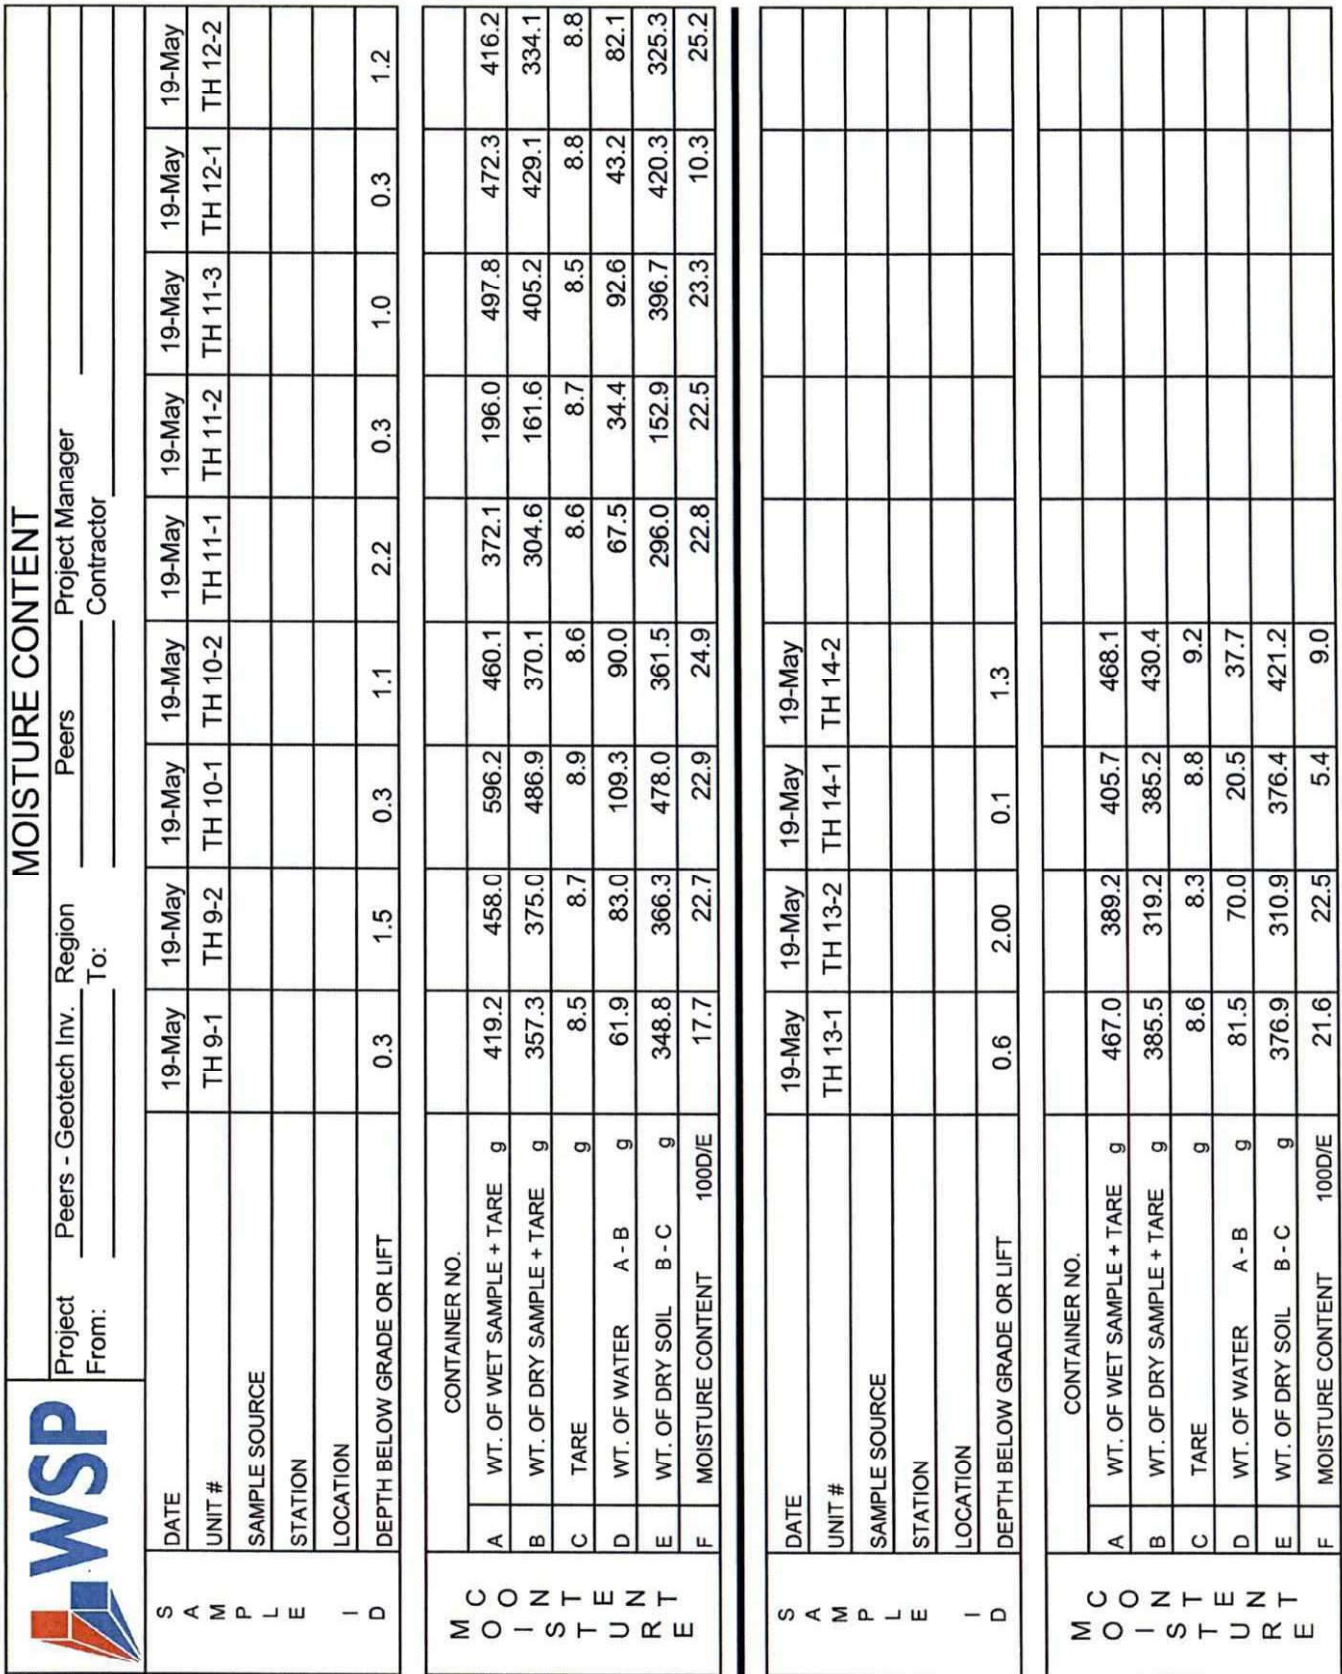 WSP
MOISTURE CONTENT
Project Peers - Geotech Inv. Region Peers Project Manager
From: To: Contractor
SAMPLE ID
DATE 19-May 19-May 19-May 19-May 19-May 19-May 19-May 19-May 19-May
UNIT # TH 9-1 TH 9-2 TH 10-1 TH 10-2 TH 11-1 TH 11-2 TH 11-3 TH 12-1 TH 12-2
SAMPLE SOURCE
STATION
LOCATION
DEPTH BELOW GRADE OR LIFT 0.3 1.5 0.3 1.1 2.2 0.3 1.0 0.3 1.2
MOISTURE CONTENT
CONTAINER NO.
A WT. OF WET SAMPLE + TARE g 419.2 458.0 596.2 460.1 372.1 196.0 497.8 472.3 416.2
B WT. OF DRY SAMPLE + TARE g 357.3 375.0 486.9 370.1 304.6 161.6 405.2 429.1 334.1
C TARE g 8.5 8.7 8.9 8.6 8.6 8.7 8.5 8.8 8.8
D WT. OF WATER A - B g 61.9 83.0 109.3 90.0 67.5 34.4 92.6 43.2 82.1
E WT. OF DRY SOIL B - C g 348.8 366.3 478.0 361.5 296.0 152.9 396.7 420.3 325.3
F MOISTURE CONTENT 100D/E 17.7 22.7 22.9 24.9 22.8 22.5 23.3 10.3 25.2
SAMPLE ID
DATE 19-May 19-May 19-May 19-May
UNIT # TH 13-1 TH 13-2 TH 14-1 TH 14-2
SAMPLE SOURCE
STATION
LOCATION
DEPTH BELOW GRADE OR LIFT 0.6 2.00 0.1 1.3
MOISTURE CONTENT
CONTAINER NO.
A WT. OF WET SAMPLE + TARE g 467.0 389.2 405.7 468.1
B WT. OF DRY SAMPLE + TARE g 385.5 319.2 385.2 430.4
C TARE g 8.6 8.3 8.8 9.2
D WT. OF WATER A - B g 81.5 70.0 20.5 37.7
E WT. OF DRY SOIL B - C g 376.9 310.9 376.4 421.2
F MOISTURE CONTENT 100D/E 21.6 22.5 5.4 9.0